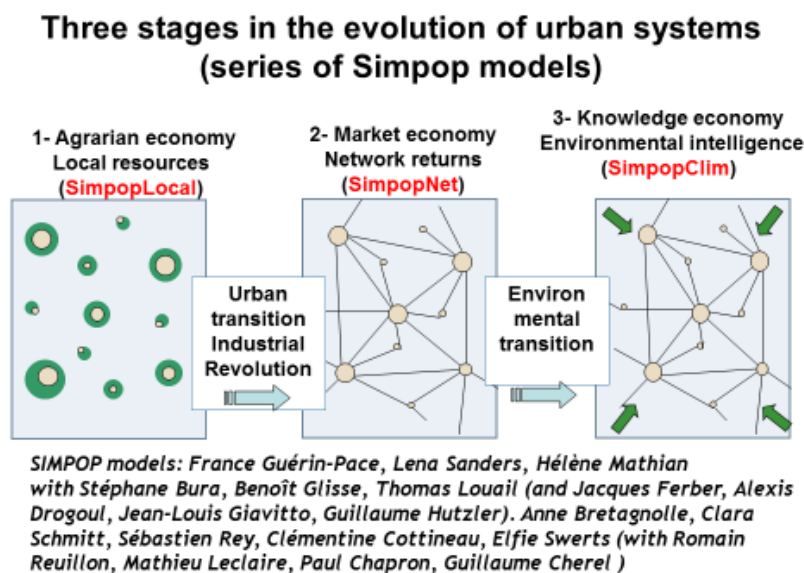 Three stages in the evolution of urban systems
(series of Simpop models)
1- Agrarian economy
Local resources
(SimpopLocal)
2- Market economy
Network returns
(SimpopNet)
3- Knowledge economy
Environmental intelligence
(SimpopClim)
Urban
transition
Industrial
Revolution
Environ
mental
transition
SIMPOP models: France Guérin-Pace, Lena Sanders, Hélène Mathian
with Stéphane Bura, Benoît Glisse, Thomas Louail (and Jacques Ferber, Alexis
Drogoul, Jean-Louis Giavitto, Guillaume Hutzler). Anne Bretagnolle, Clara
Schmitt, Sébastien Rey, Clémentine Cottineau, Elfie Swerts (with Romain
Reuillon, Mathieu Leclaire, Paul Chapron, Guillaume Cherel )